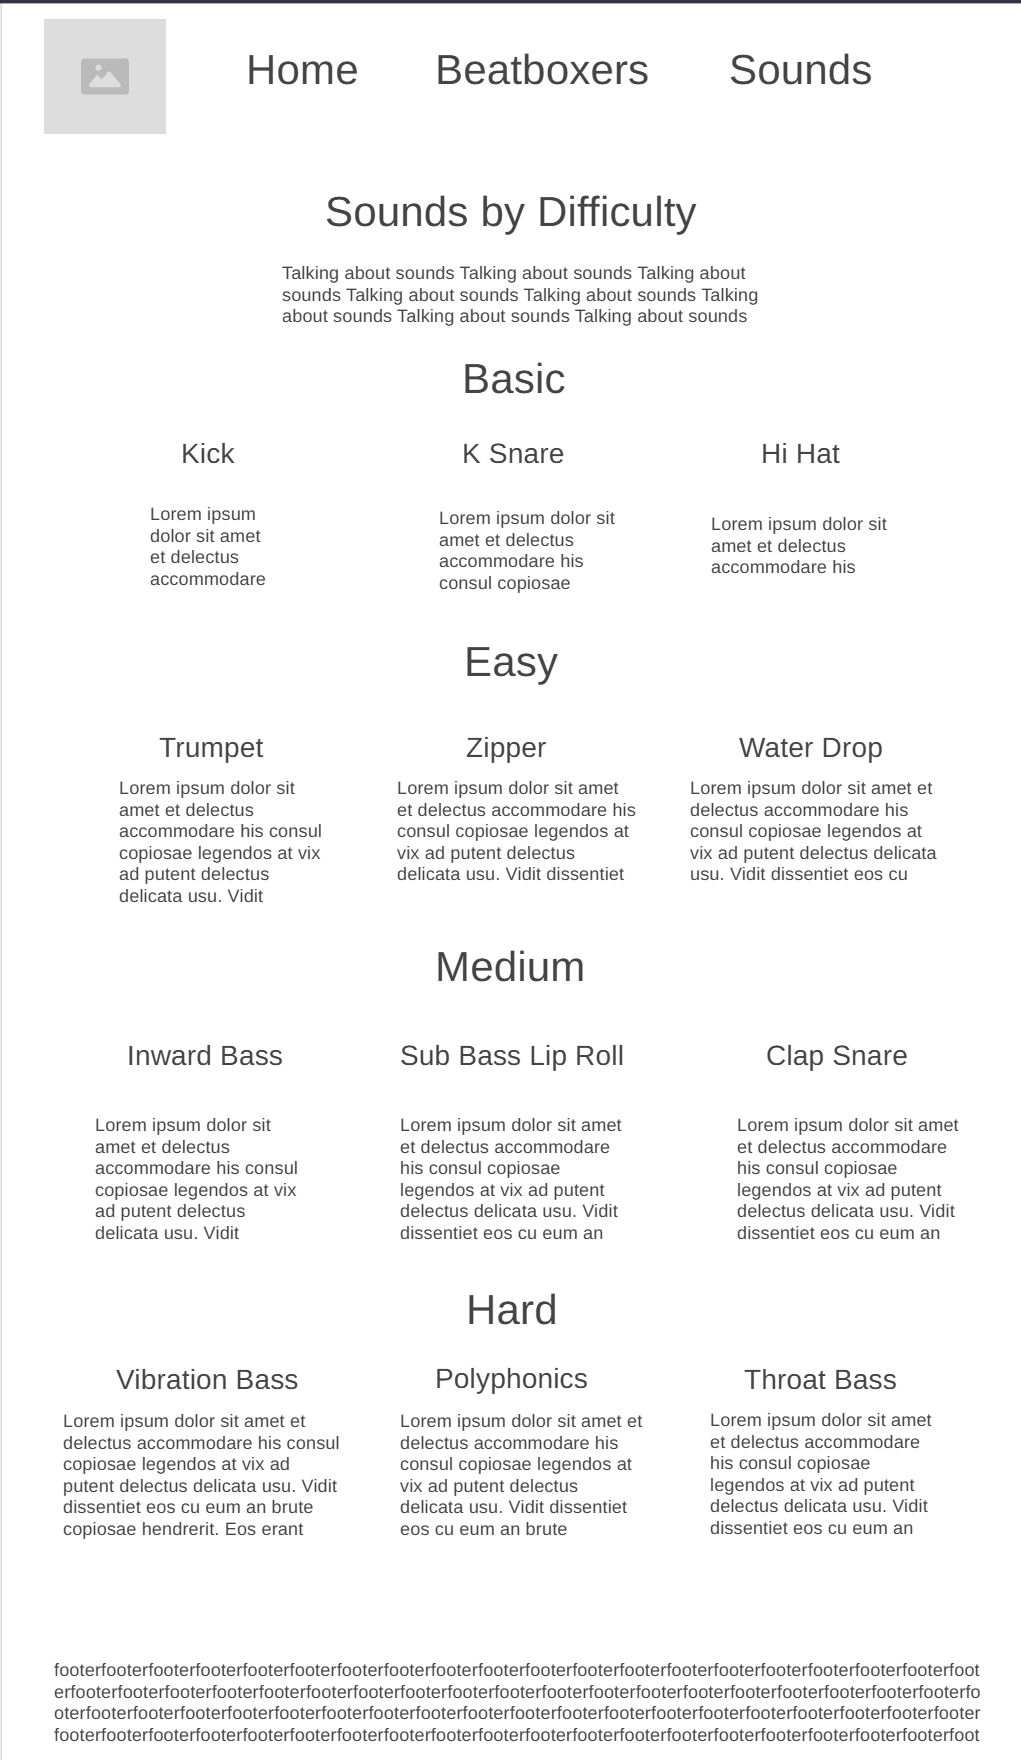 Home Beatboxers Sounds
Sounds by Difficulty
Talking about sounds Talking about sounds Talking about
sounds Talking about sounds Talking about sounds Talking
about sounds Talking about sounds Talking about sounds
Basic
Kick
Lorem ipsum
dolor sit amet
et delectus
accommodare
K Snare
Lorem ipsum dolor sit
amet et delectus
accommodare his
consul copiosae
Hi Hat
Lorem ipsum dolor sit
amet et delectus
accommodare his
Easy
Trumpet
Lorem ipsum dolor sit
amet et delectus
accommodare his consul
copiosae legendos at vix
ad putent delectus
delicata usu. Vidit
Zipper
Lorem ipsum dolor sit amet
et delectus accommodare his
consul copiosae legendos at
vix ad putent delectus
delicata usu. Vidit dissentiet
Water Drop
Lorem ipsum dolor sit amet et
delectus accommodare his
consul copiosae legendos at
vix ad putent delectus delicata
usu. Vidit dissentiet eos cu
Medium
Inward Bass
Lorem ipsum dolor sit
amet et delectus
accommodare his consul
copiosae legendos at vix
ad putent delectus
delicata usu. Vidit
Sub Bass Lip Roll
Lorem ipsum dolor sit amet
et delectus accommodare
his consul copiosae
legendos at vix ad putent
delectus delicata usu. Vidit
dissentiet eos cu eum an
Clap Snare
Lorem ipsum dolor sit amet
et delectus accommodare
his consul copiosae
legendos at vix ad putent
delectus delicata usu. Vidit
dissentiet eos cu eum an
Hard
Vibration Bass
Lorem ipsum dolor sit amet et
delectus accommodare his consul
copiosae legendos at vix ad
putent delectus delicata usu. Vidit
dissentiet eos cu eum an brute
copiosae hendrerit. Eos erant
Polyphonics
Lorem ipsum dolor sit amet et
delectus accommodare his
consul copiosae legendos at
vix ad putent delectus
delicata usu. Vidit dissentiet
eos cu eum an brute
Throat Bass
Lorem ipsum dolor sit amet
et delectus accommodare
his consul copiosae
legendos at vix ad putent
delectus delicata usu. Vidit
dissentiet eos cu eum an
footerfooterfooterfooterfooterfooterfooterfooterfooterfooterfooterfooterfooterfooterfooterfooterfooterfooterfooterfoot
erfooterfooterfooterfooterfooterfooterfooterfooterfooterfooterfooterfooterfooterfooterfooterfooterfooterfooterfooterfo
oterfooterfooterfooterfooterfooterfooterfooterfooterfooterfooterfooterfooterfooterfooterfooterfooterfooterfooterfooter
footerfooterfooterfooterfooterfooterfooterfooterfooterfooterfooterfooterfooterfooterfooterfooterfooterfooterfooterfoot